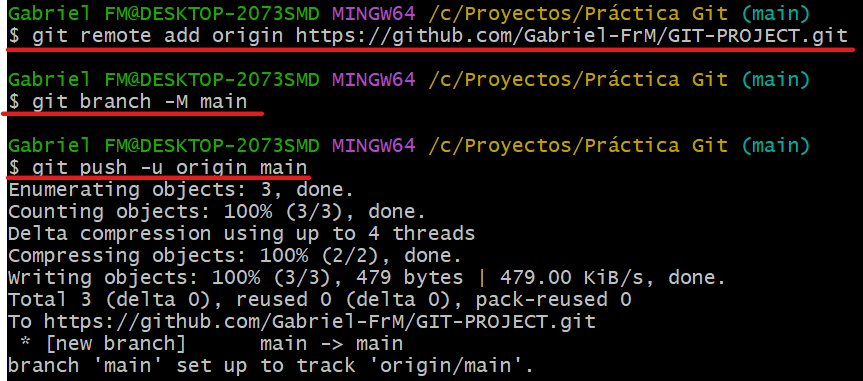 Gabriel FM@DESKTOP-2073SMD MINGW64 /c/Proyectos/Práctica Git (main)
$ git remote add origin https://github.com/Gabriel-FrM/GIT-PROJECT.git
Gabriel FM@DESKTOP-2073SMD MINGW64 /c/Proyectos/Práctica Git (main)
$ git branch -M main
Gabriel FM@DESKTOP-2073SMD MINGW64 /c/Proyectos/Práctica Git (main)
$ git push -u origin main
Enumerating objects: 3, done.
Counting objects: 100% (3/3), done.
Delta compression using up to 4 threads
Compressing objects: 100% (2/2), done.
Writing objects: 100% (3/3), 479 bytes | 479.00 KiB/s, done.
Total 3 (delta 0), reused 0 (delta 0), pack-reused 0
To https://github.com/Gabriel-FrM/GIT-PROJECT.git
 * [new branch]      main -> main
branch 'main' set up to track 'origin/main'.